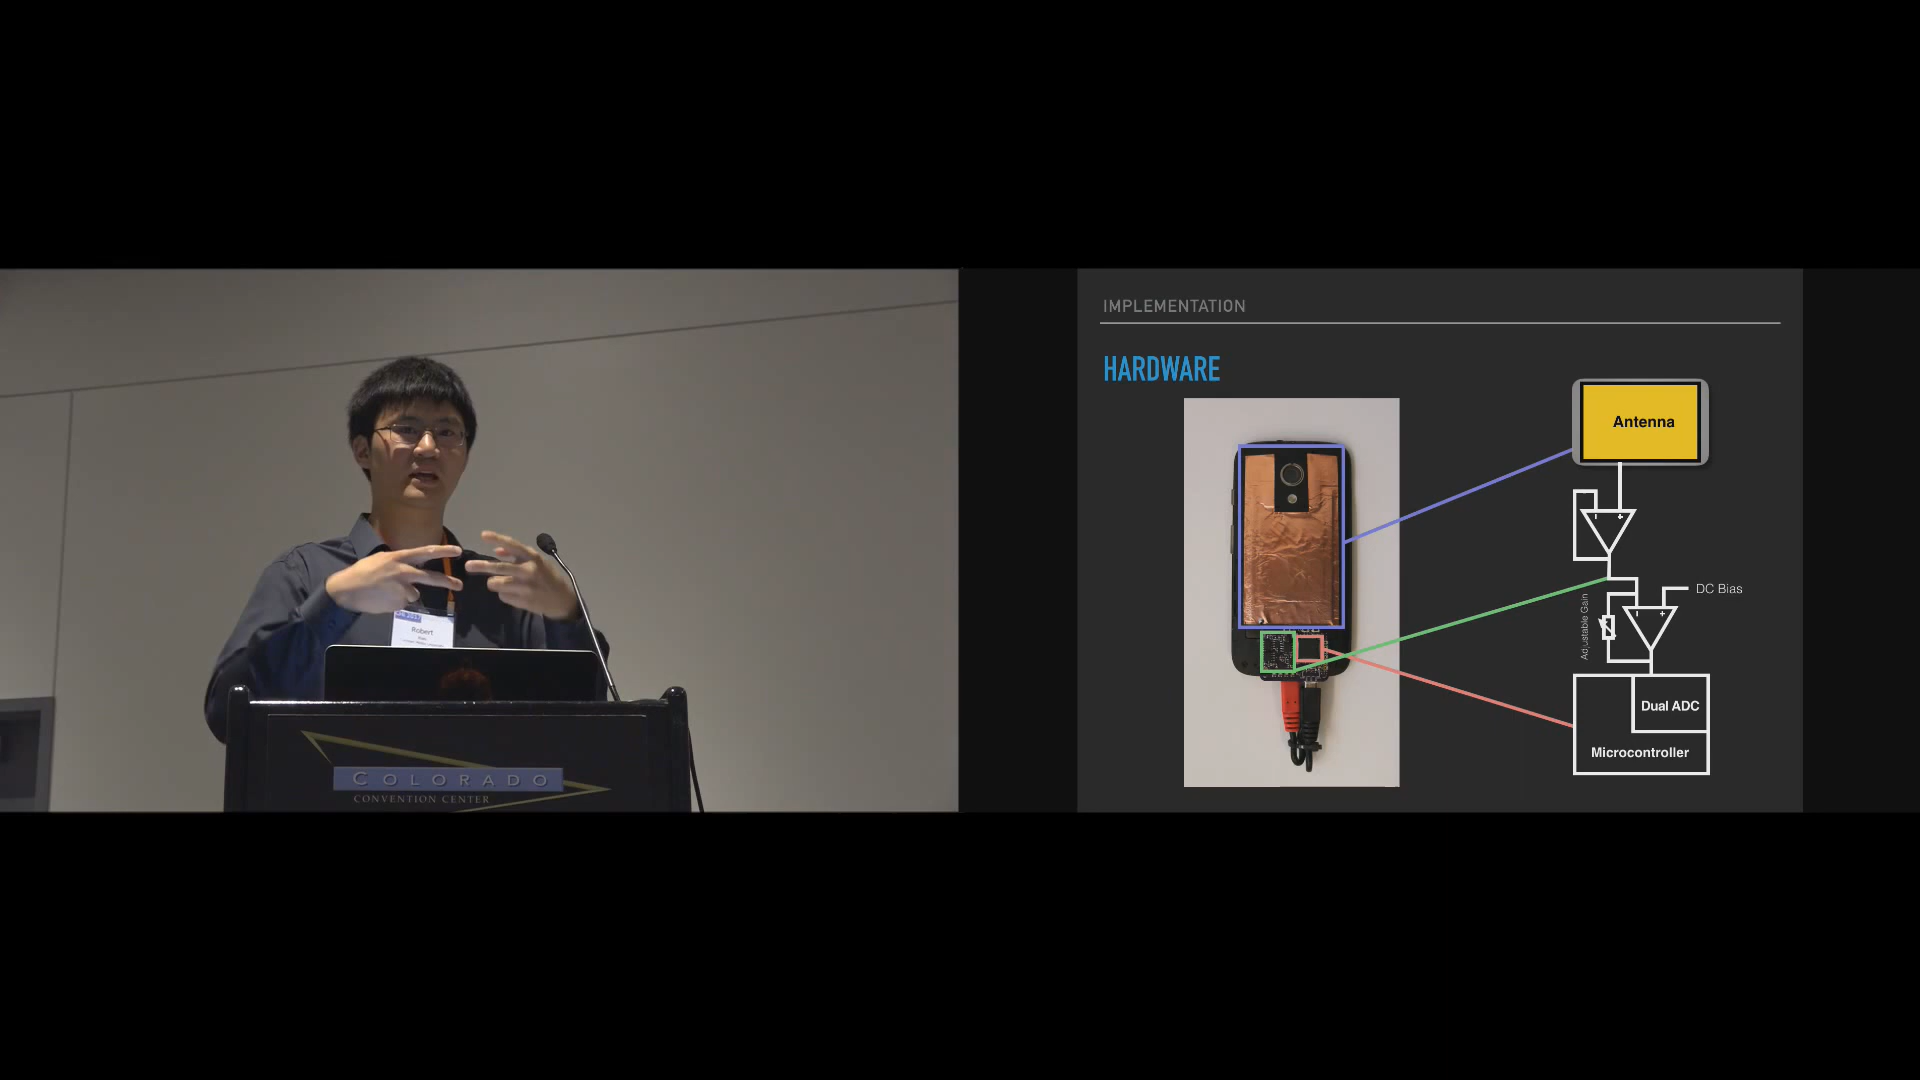 Robert
COLORADO
CONVENTION CENTER
IMPLEMENTATION
HARDWARE
Antenna
DC Bias
Adjustable Gain
Dual ADC
Microcontroller